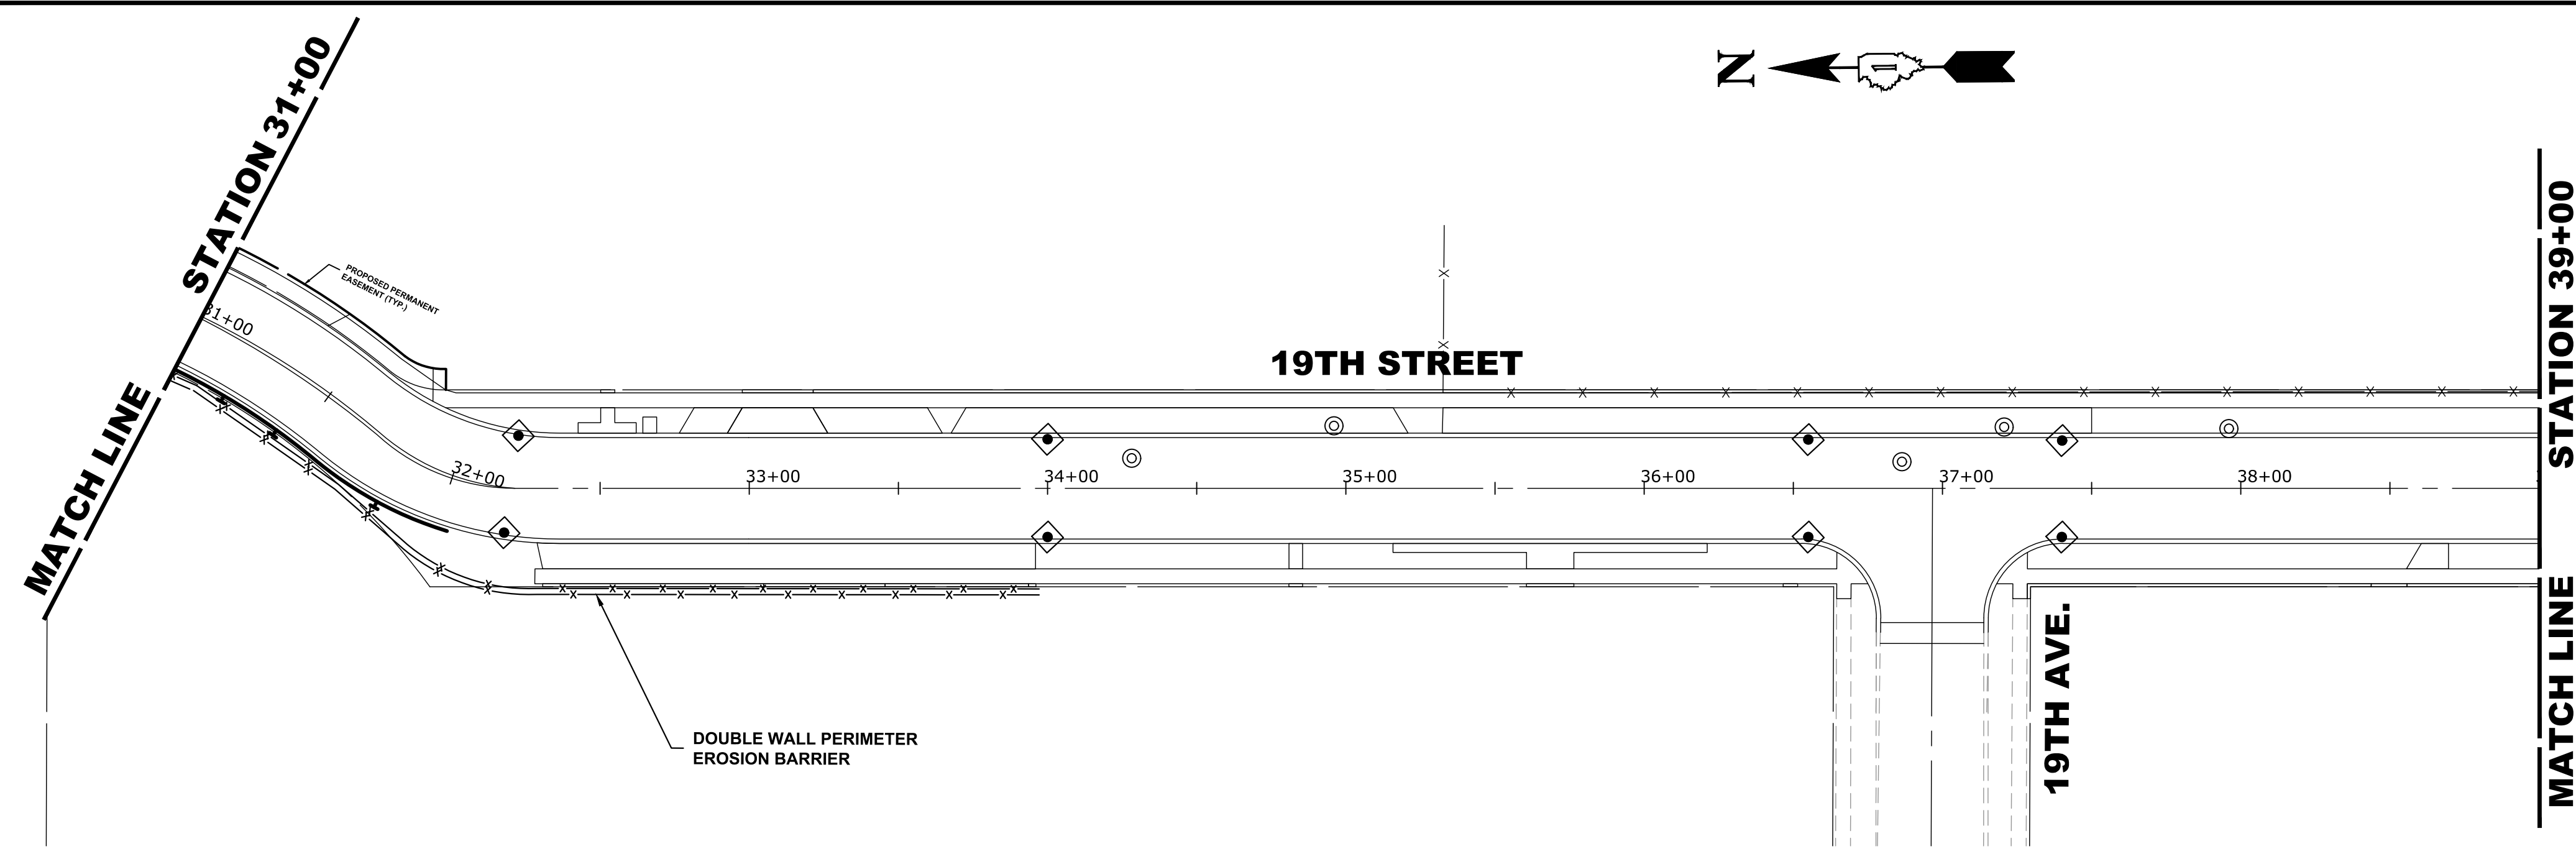 N
STATION 31+00
MATCH LINE
PROPOSED PERMANENT
EASEMENT (TYP.)
31+00
32+00
19TH STREET
33+00
34+00
35+00
36+00
37+00
38+00
DOUBLE WALL PERIMETER
EROSION BARRIER
19TH AVE.
MATCH LINE STATION 39+00